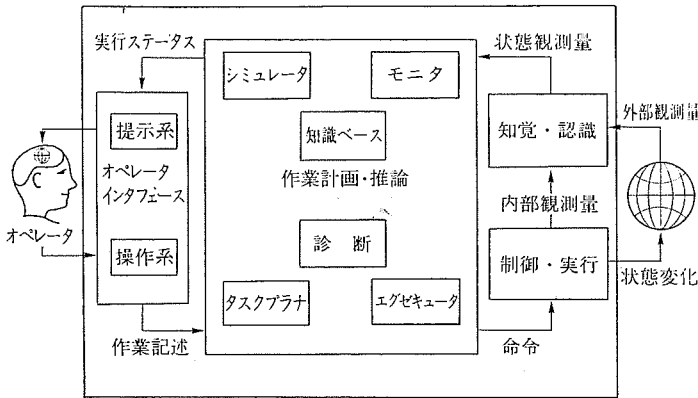 実行ステータス
状態観測量
シミュレータ
モニタ
外部観測量
提示系
知識ベース
知覚・認識
オペレータ
インタフェース
作業計画・推論
内部観測量
オペレータ
操作系
診断
制御・実行
状態変化
タスクプラナ
エグゼキュータ
作業記述
命令